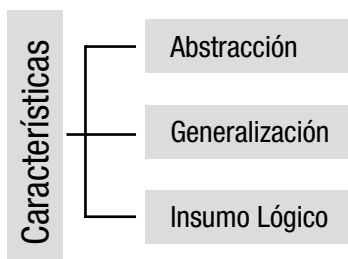 Características
Abstracción
Generalización
Insumo Lógico